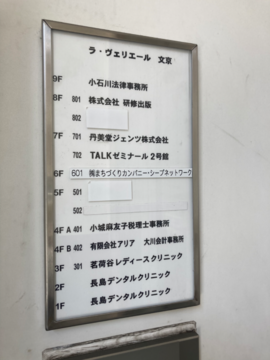 ラ・ヴェリエール 文京
9F 小石川法律事務所
8F 801 株式会社 研修出版
802
7F 701 丹美堂ジェンツ株式会社
702 TALKゼミナール2号館
6F 601 ㈱まちづくりカンパニー・シープネットワーク
5F 501
502
4F A 401 小城麻友子税理士事務所
4F B 402 有限会社アリア 大川会計事務所
3F 301 茗荷谷レディースクリニック
2F 長島デンタルクリニック
1F 長島デンタルクリニック